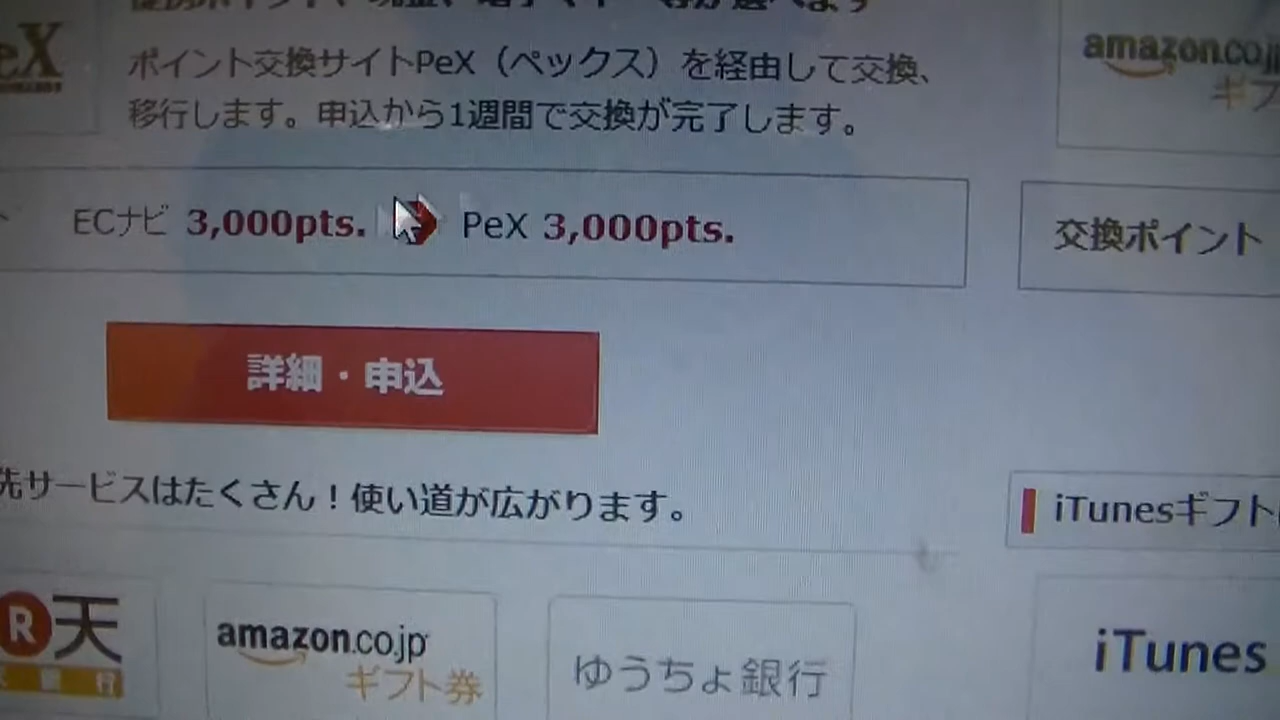 eX
ポイント交換サイトPeX（ペックス）を経由して交換、
移行します。申込から1週間で交換が完了します。
amazon.co.j
ギフ
ECナビ 3,000pts. PeX 3,000pts.
交換ポイント
詳細・申込
先サービスはたくさん！使い道が広がります。
iTunesギフト
R天
銀行
amazon.co.jp
ギフト券
ゆうちょ銀行
iTunes